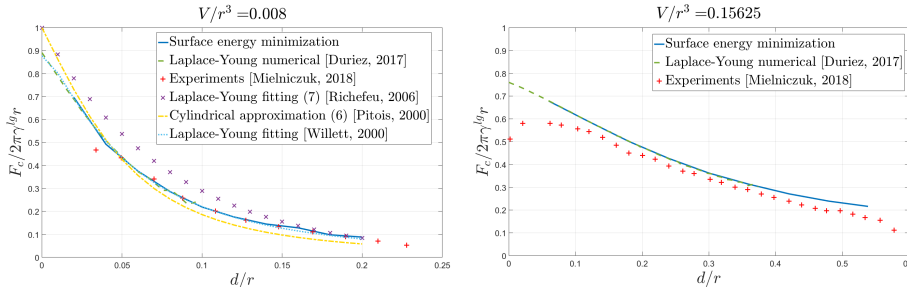 V/r³=0.008
F_c/2πγ^{lg}r
1
0.9
0.8
0.7
0.6
0.5
0.4
0.3
0.2
0.1
0
0
0.05
0.1
0.15
0.2
0.25
d/r
Surface energy minimization
Laplace-Young numerical [Duriez, 2017]
Experiments [Mielniczuk, 2018]
Laplace-Young fitting (7) [Richefeu, 2006]
Cylindrical approximation (6) [Pitois, 2000]
Laplace-Young fitting [Willett, 2000]
V/r³=0.15625
F_c/2πγ^{lg}r
1
0.9
0.8
0.7
0.6
0.5
0.4
0.3
0.2
0.1
0
0
0.1
0.2
0.3
0.4
0.5
d/r
Surface energy minimization
Laplace-Young numerical [Duriez, 2017]
Experiments [Mielniczuk, 2018]